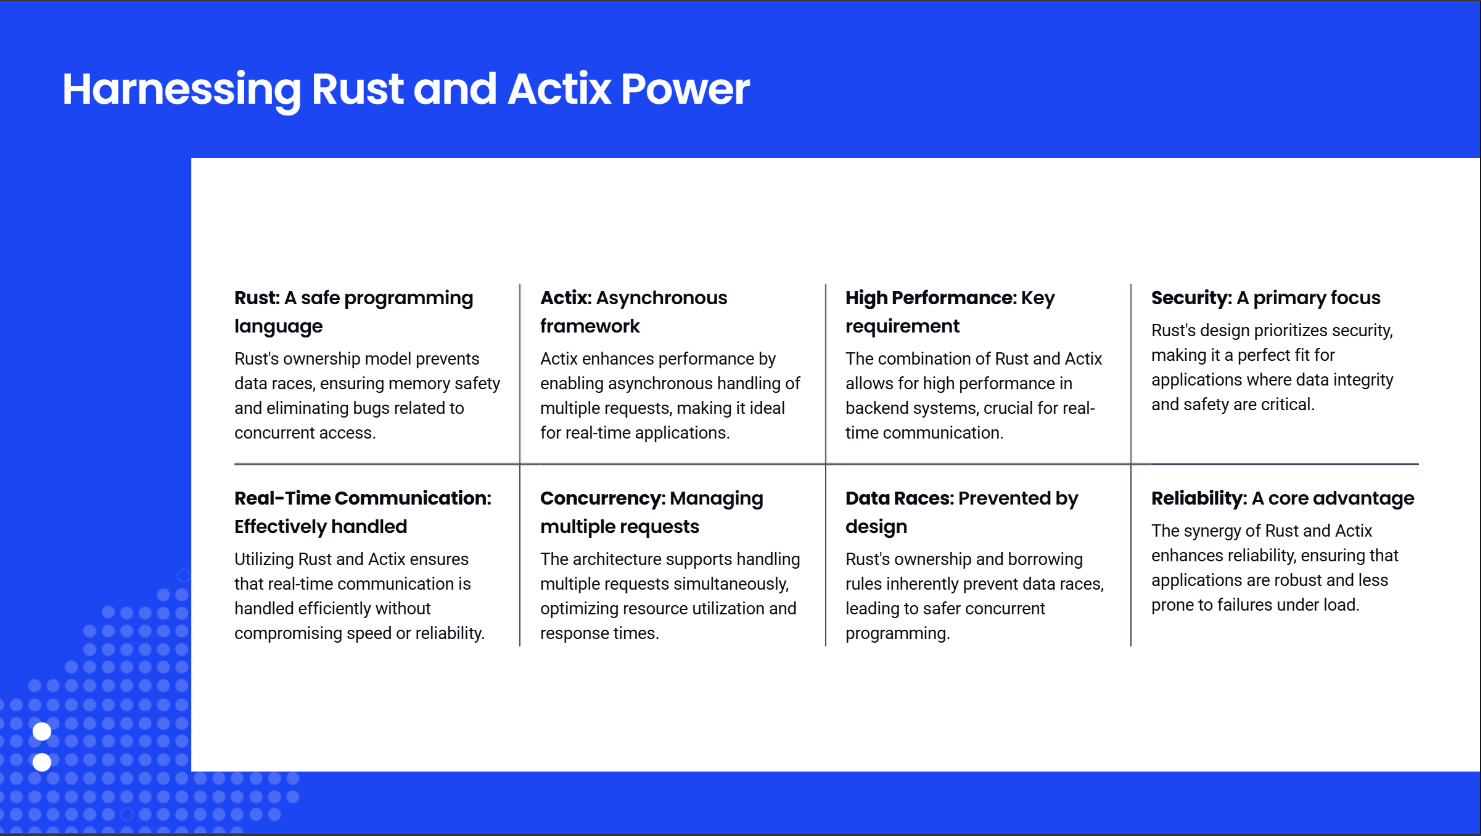 Harnessing Rust and Actix Power
Rust: A safe programming
language
Rust's ownership model prevents
data races, ensuring memory safety
and eliminating bugs related to
concurrent access.
Actix: Asynchronous
framework
Actix enhances performance by
enabling asynchronous handling of
multiple requests, making it ideal
for real-time applications.
High Performance: Key
requirement
The combination of Rust and Actix
allows for high performance in
backend systems, crucial for real-
time communication.
Security: A primary focus
Rust's design prioritizes security,
making it a perfect fit for
applications where data integrity
and safety are critical.
Real-Time Communication:
Effectively handled
Utilizing Rust and Actix ensures
that real-time communication is
handled efficiently without
compromising speed or reliability.
Concurrency: Managing
multiple requests
The architecture supports handling
multiple requests simultaneously,
optimizing resource utilization and
response times.
Data Races: Prevented by
design
Rust's ownership and borrowing
rules inherently prevent data races,
leading to safer concurrent
programming.
Reliability: A core advantage
The synergy of Rust and Actix
enhances reliability, ensuring that
applications are robust and less
prone to failures under load.